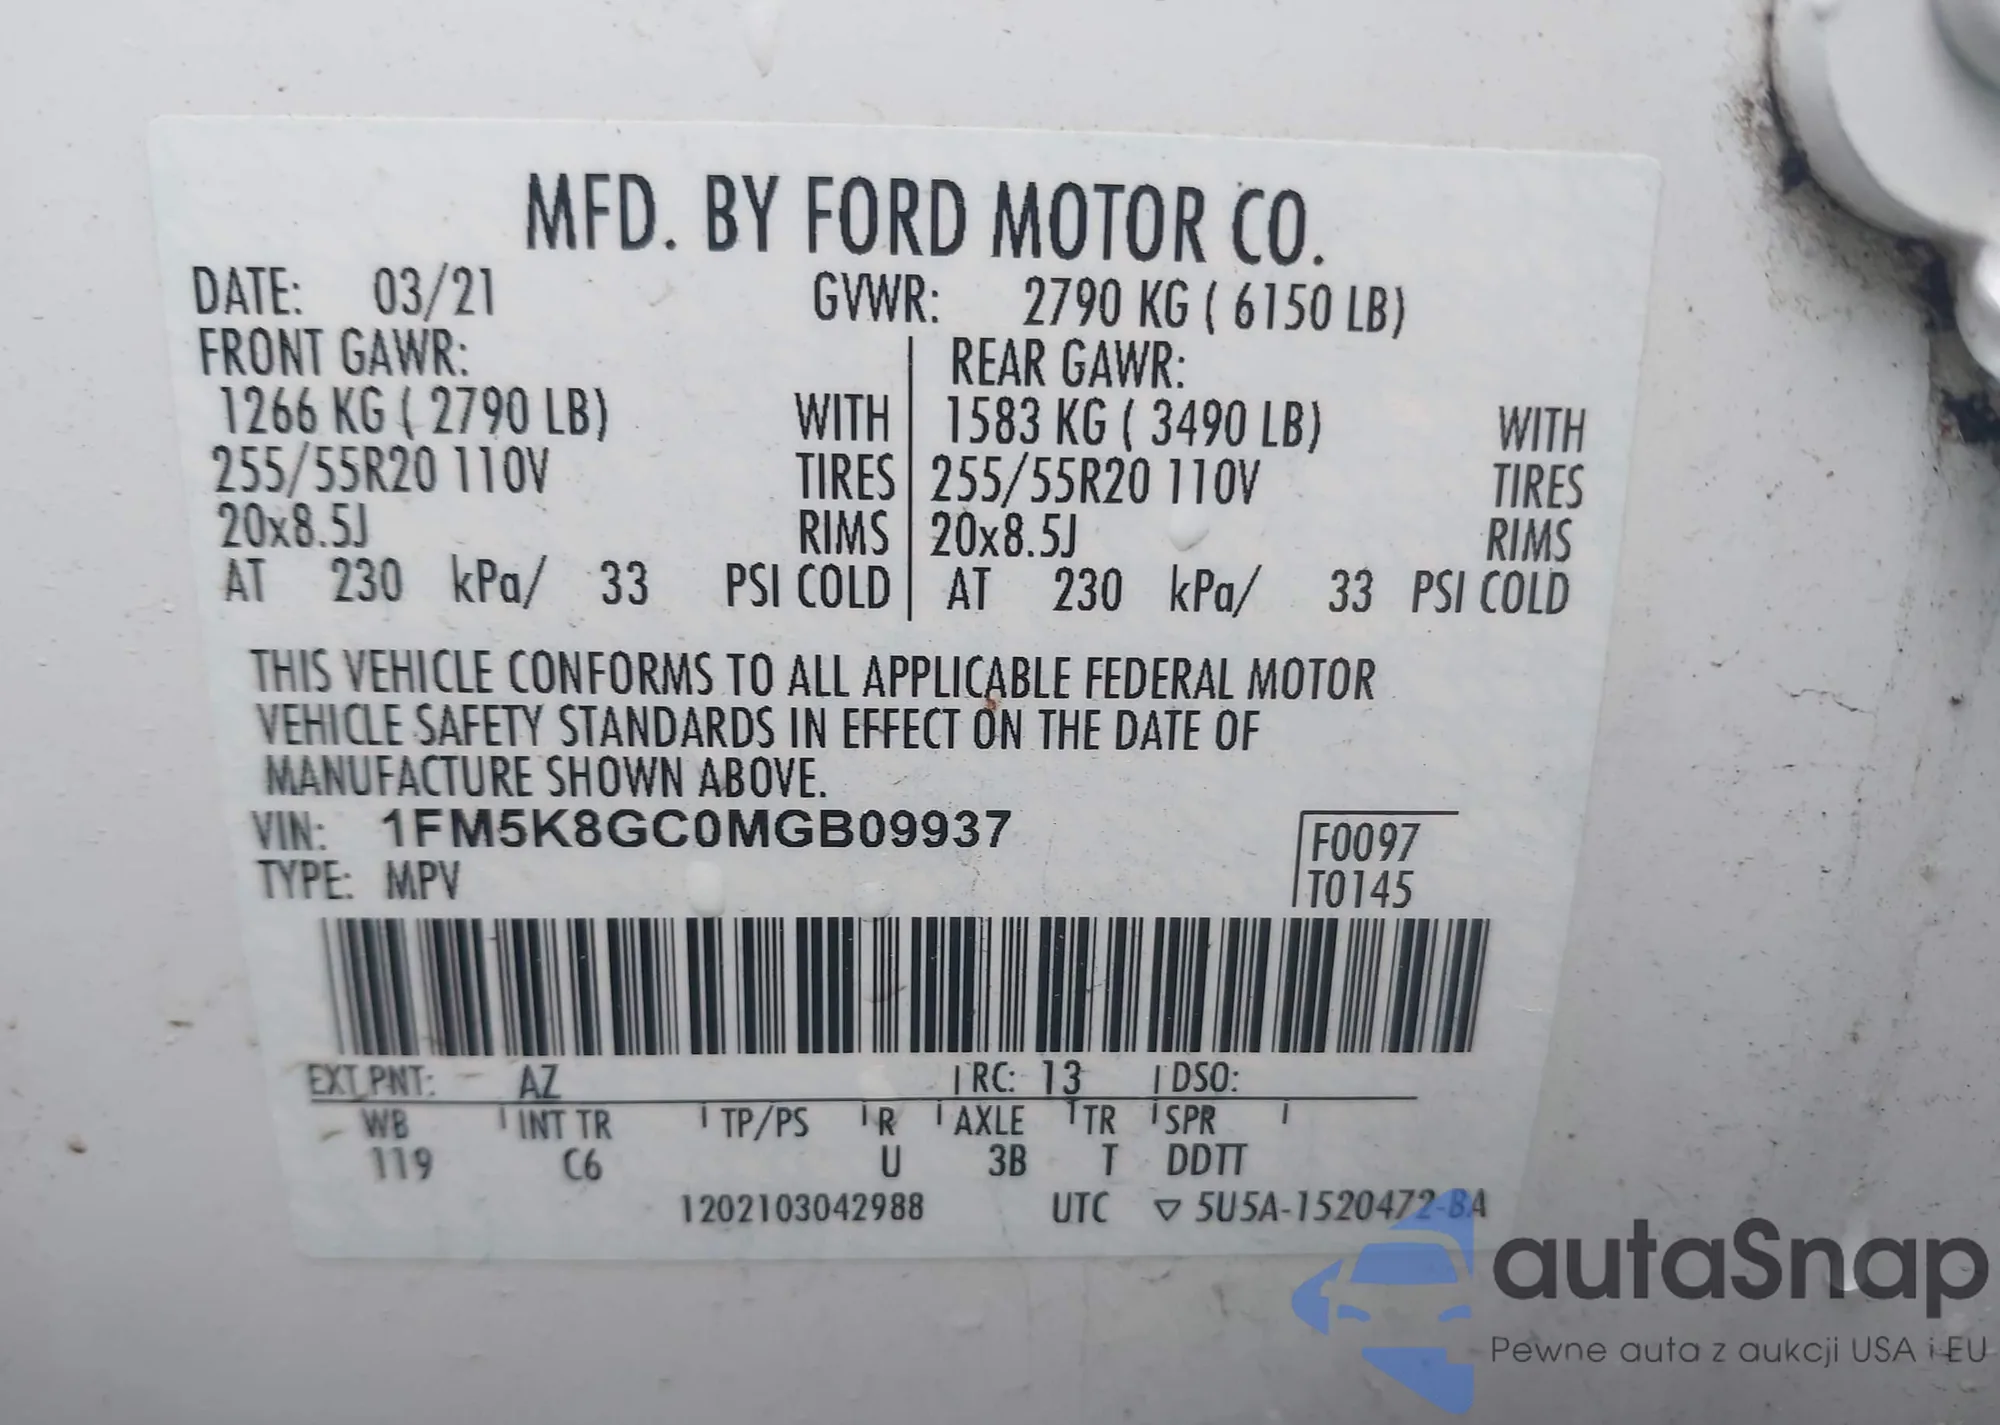 MFD. BY FORD MOTOR CO.
DATE: 03/21 GVWR: 2790 KG ( 6150 LB)
FRONT GAWR: REAR GAWR:
1266 KG ( 2790 LB) WITH 1583 KG ( 3490 LB) WITH
255/55R20 110V TIRES 255/55R20 110V TIRES
20x8.5J RIMS 20x8.5J RIMS
AT 230 kPa/ 33 PSI COLD AT 230 kPa/ 33 PSI COLD
THIS VEHICLE CONFORMS TO ALL APPLICABLE FEDERAL MOTOR
VEHICLE SAFETY STANDARDS IN EFFECT ON THE DATE OF
MANUFACTURE SHOWN ABOVE.
VIN: 1FM5K8GC0MGB09937
F0097
TYPE: MPV
T0145
EXT PNT: AZ RC: 13 DSO:
WB INT TR TP/PS R AXLE TR SPR
119 C6 U 3B T DDTT
1202103042988 UTC ▽ 5U5A-1520472-BA
autaSnap
Pewne auta z aukcji USA i EU